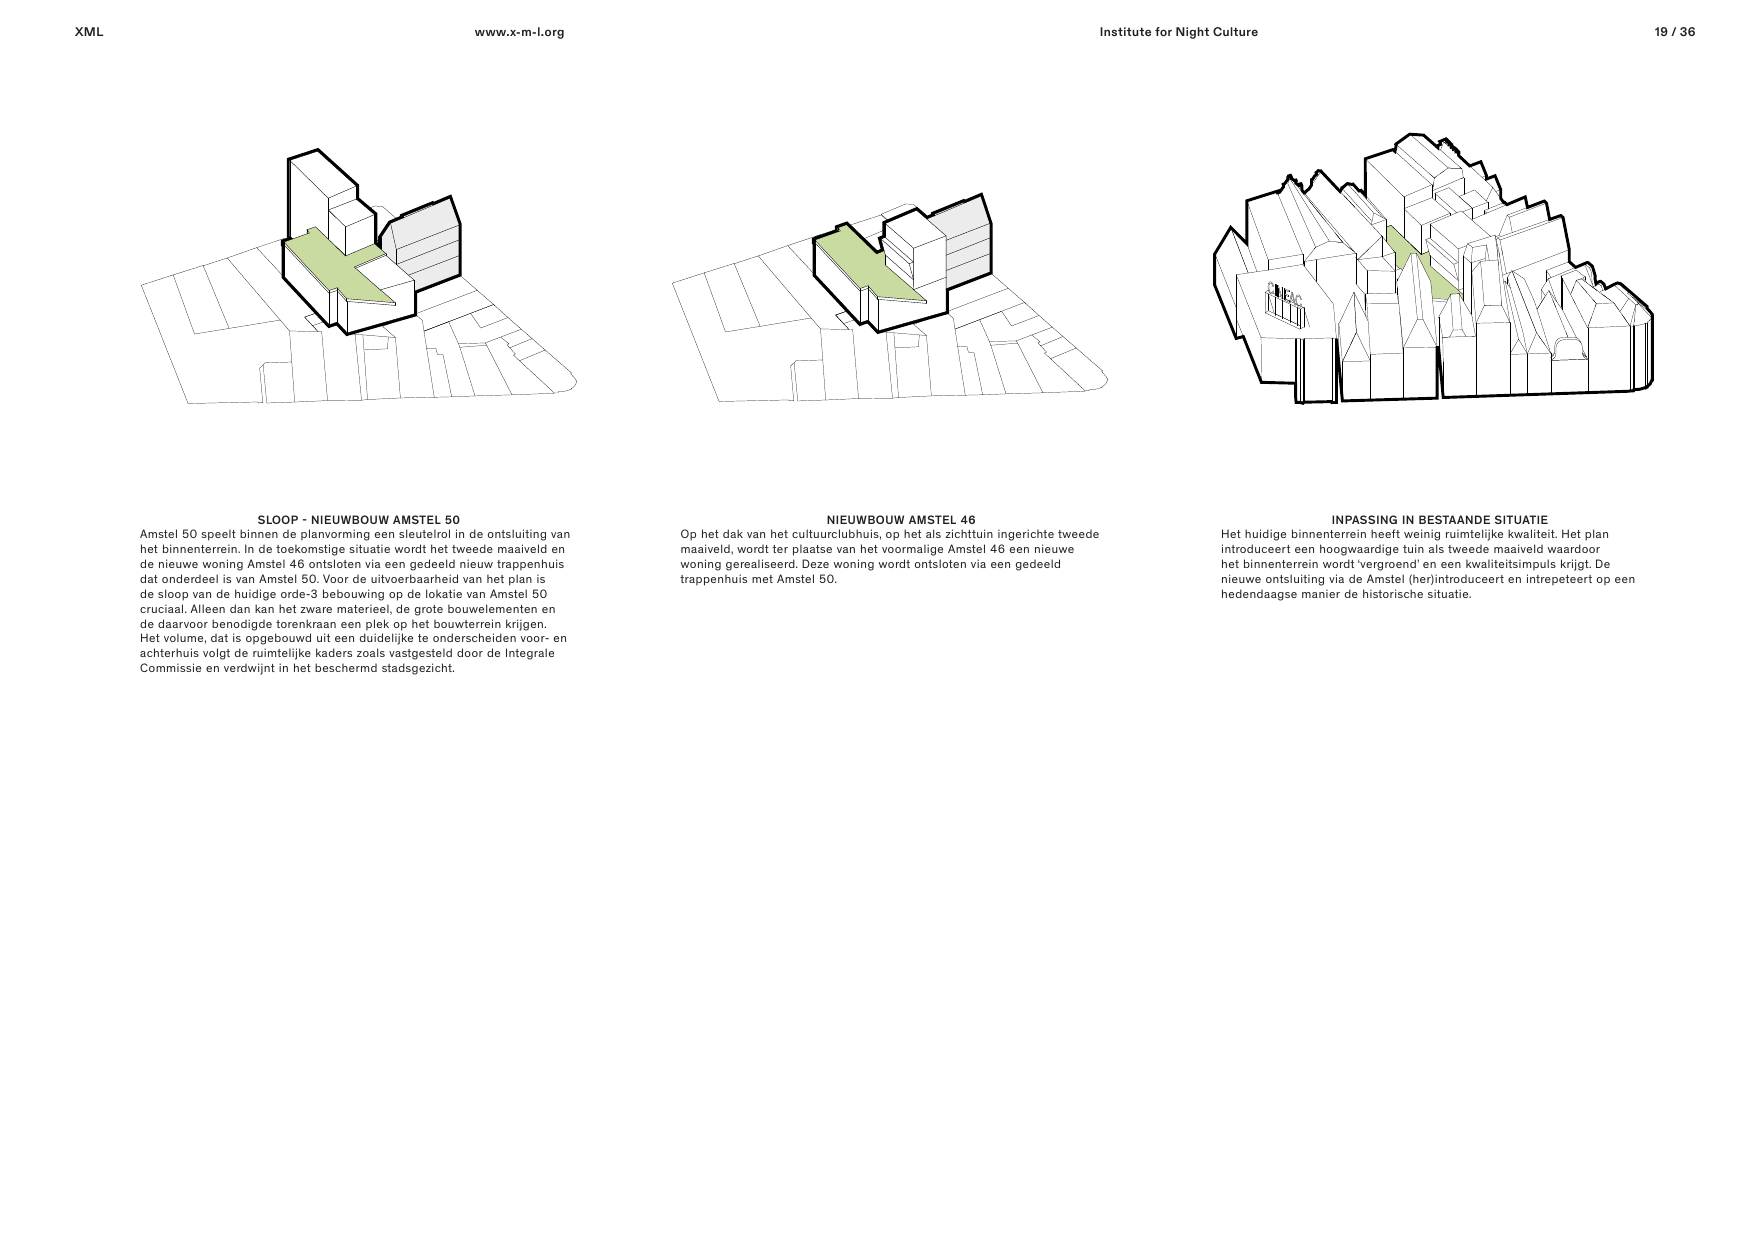 XML
www.x-m-l.org
Institute for Night Culture
19 / 36
CINEAC
SLOOP - NIEUWBOUW AMSTEL 50
Amstel 50 speelt binnen de planvorming een sleutelrol in de ontsluiting van
het binnenterrein. In de toekomstige situatie wordt het tweede maaiveld en
de nieuwe woning Amstel 46 ontsloten via een gedeeld nieuw trappenhuis
dat onderdeel is van Amstel 50. Voor de uitvoerbaarheid van het plan is
de sloop van de huidige orde-3 bebouwing op de lokatie van Amstel 50
cruciaal. Alleen dan kan het zware materieel, de grote bouwelementen en
de daarvoor benodigde torenkraan een plek op het bouwterrein krijgen.
Het volume, dat is opgebouwd uit een duidelijke te onderscheiden voor- en
achterhuis volgt de ruimtelijke kaders zoals vastgesteld door de Integrale
Commissie en verdwijnt in het beschermd stadsgezicht.
NIEUWBOUW AMSTEL 46
Op het dak van het cultuurclubhuis, op het als zichttuin ingerichte tweede
maaiveld, wordt ter plaatse van het voormalige Amstel 46 een nieuwe
woning gerealiseerd. Deze woning wordt ontsloten via een gedeeld
trappenhuis met Amstel 50.
INPASSING IN BESTAANDE SITUATIE
Het huidige binnenterrein heeft weinig ruimtelijke kwaliteit. Het plan
introduceert een hoogwaardige tuin als tweede maaiveld waardoor
het binnenterrein wordt ‘vergroend’ en een kwaliteitsimpuls krijgt. De
nieuwe ontsluiting via de Amstel (her)introduceert en intrepeteert op een
hedendaagse manier de historische situatie.